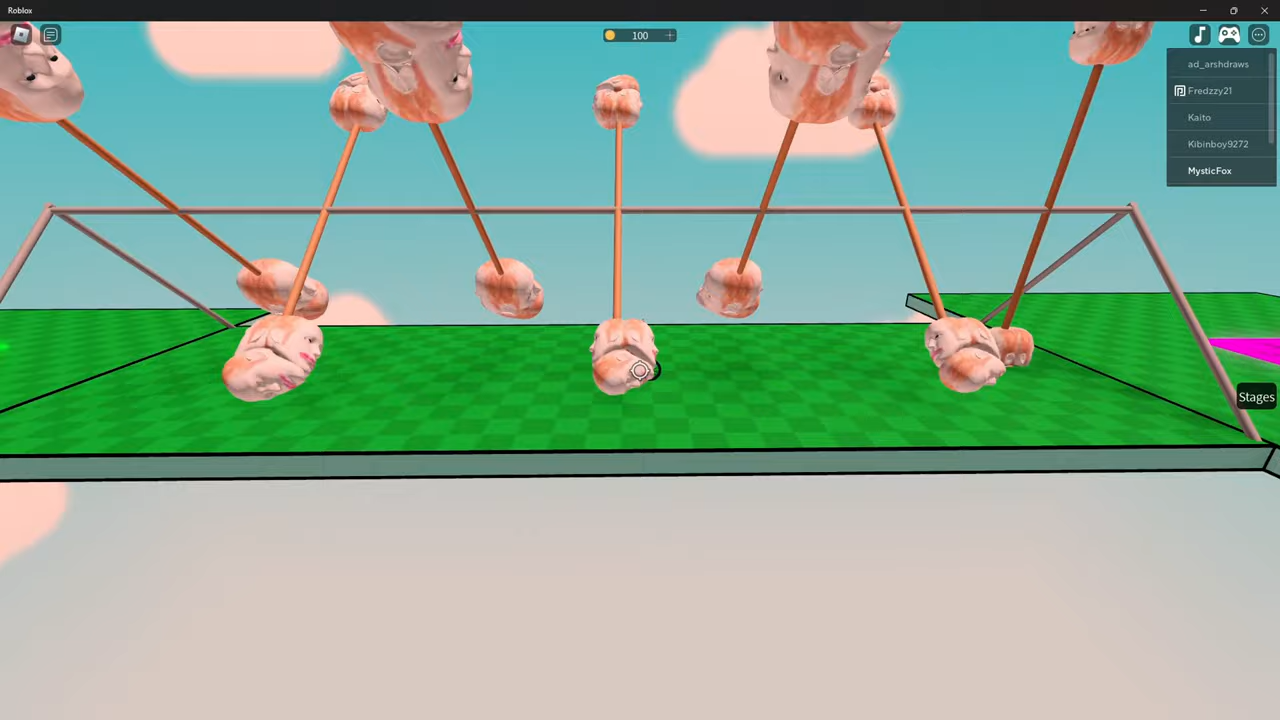 Roblox
100
ad_arshdraws
Fredzzy21
Kaito
Kibinboy9272
MysticFox
Stages